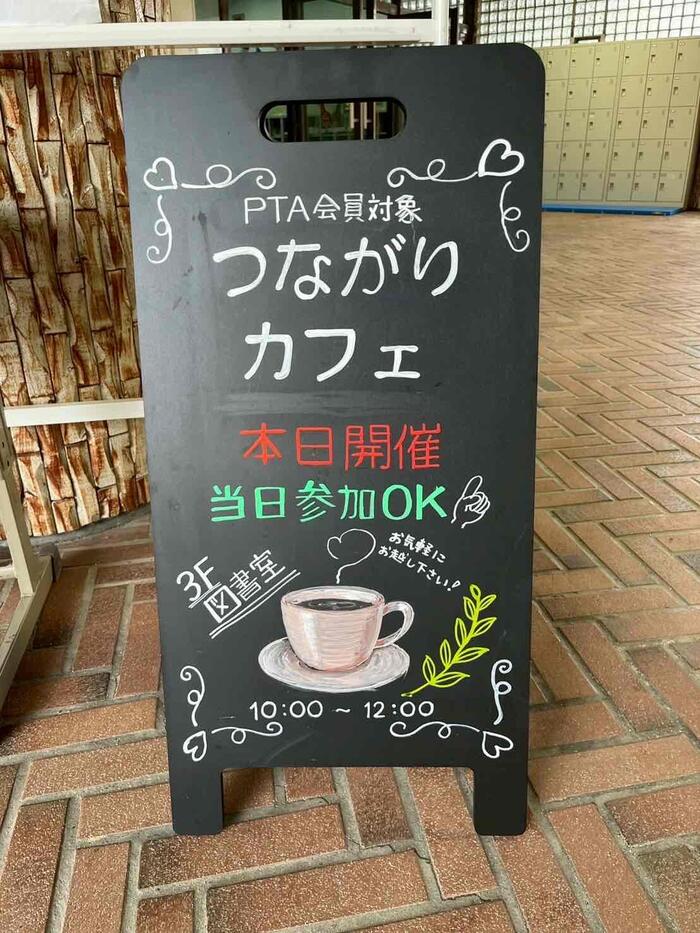 PTA会員対象
つながり
カフェ
本日開催
当日参加OK
お気軽に
お越し下さい!
3F
図書室
10:00 ~ 12:00